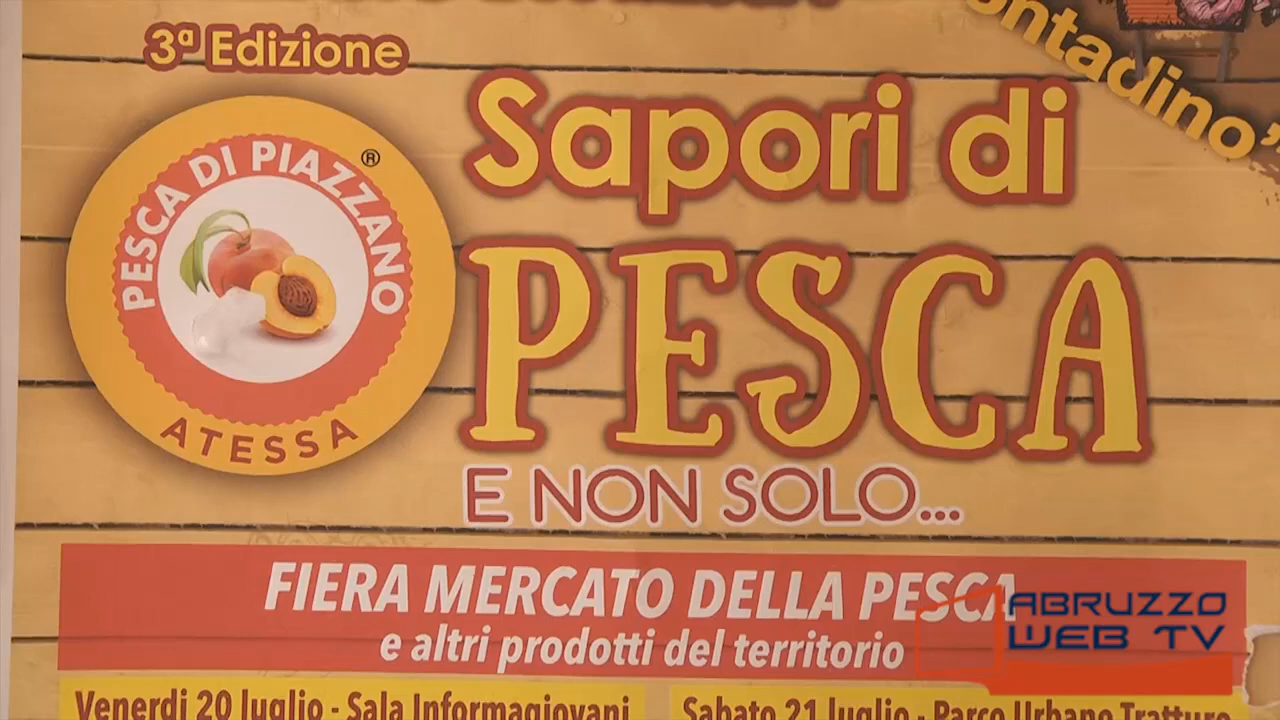 3ª Edizione
ontadino"
Sapori di
PESCA
E NON SOLO...
PESCA DI PIAZZANO ®
ATESSA
FIERA MERCATO DELLA PESCA
e altri prodotti del territorio
ABRUZZO
WEB TV
Venerdì 20 luglio - Sala Informagiovani
Sabato 21 luglio - Parco Urbano Tratturo